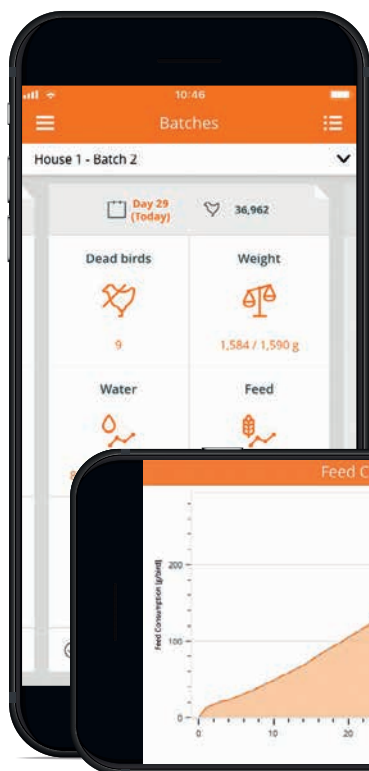 10:46
Batches
House 1 - Batch 2
Day 29
(Today)
36,962
Dead birds
Weight
9
1,584 / 1,590 g
Water
Feed
Feed C
Feed Consumption [g/bird]
200
100
0
0
10
20